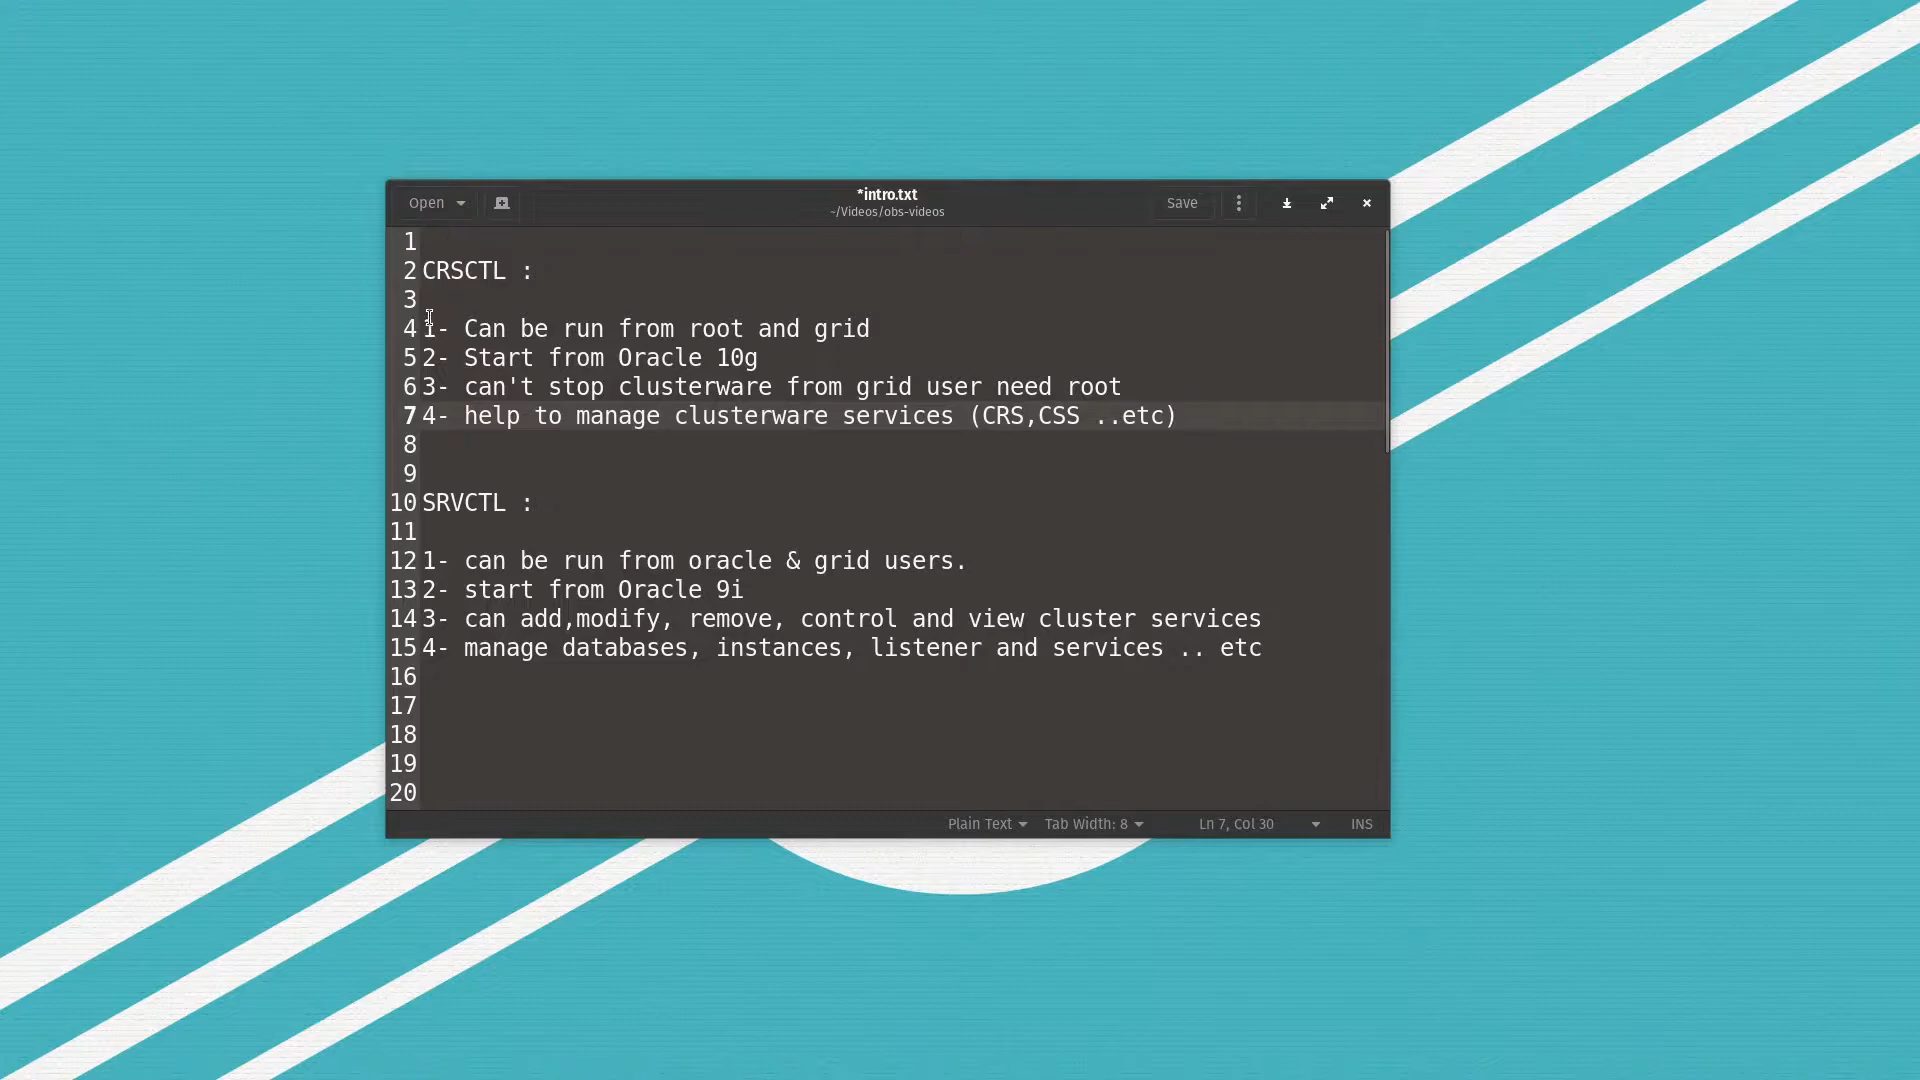 Open
*intro.txt
~/Videos/obs-videos
Save
1
2 CRSCTL :
3
4 1- Can be run from root and grid
5 2- Start from Oracle 10g
6 3- can't stop clusterware from grid user need root
7 4- help to manage clusterware services (CRS,CSS ..etc)
8
9
10 SRVCTL :
11
12 1- can be run from oracle & grid users.
13 2- start from Oracle 9i
14 3- can add,modify, remove, control and view cluster services
15 4- manage databases, instances, listener and services .. etc
16
17
18
19
20
Plain Text Tab Width: 8 Ln 7, Col 30 INS